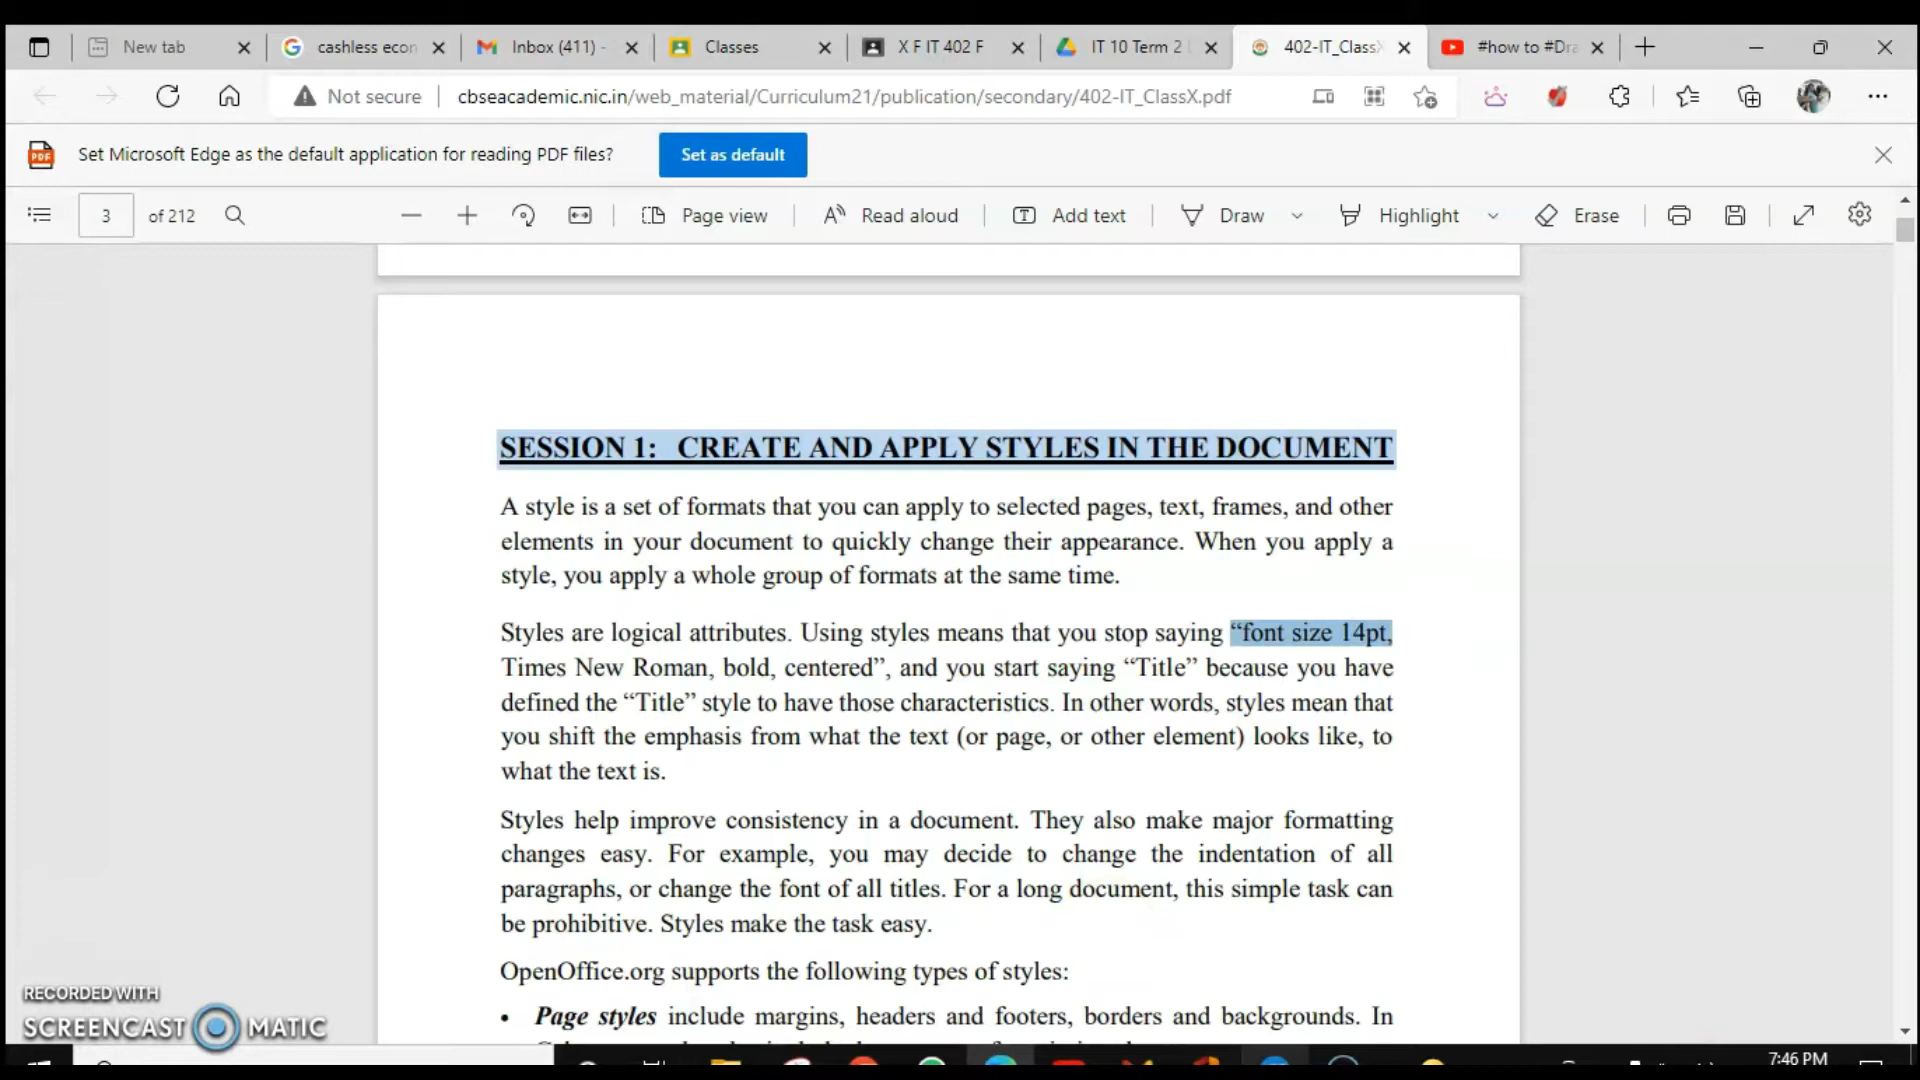 New tab
cashless econ
Inbox (411) -
Classes
X F IT 402 F
IT 10 Term 2
402-IT_ClassX
#how to #Dra
Not secure
cbseacademic.nic.in/web_material/Curriculum21/publication/secondary/402-IT_ClassX.pdf
PDF
Set Microsoft Edge as the default application for reading PDF files?
Set as default
3 of 212
Page view
Read aloud
Add text
Draw
Highlight
Erase
SESSION 1: CREATE AND APPLY STYLES IN THE DOCUMENT
A style is a set of formats that you can apply to selected pages, text, frames, and other
elements in your document to quickly change their appearance. When you apply a
style, you apply a whole group of formats at the same time.
Styles are logical attributes. Using styles means that you stop saying “font size 14pt,
Times New Roman, bold, centered”, and you start saying “Title” because you have
defined the “Title” style to have those characteristics. In other words, styles mean that
you shift the emphasis from what the text (or page, or other element) looks like, to
what the text is.
Styles help improve consistency in a document. They also make major formatting
changes easy. For example, you may decide to change the indentation of all
paragraphs, or change the font of all titles. For a long document, this simple task can
be prohibitive. Styles make the task easy.
OpenOffice.org supports the following types of styles:
• Page styles include margins, headers and footers, borders and backgrounds. In
RECORDED WITH
SCREENCAST MATIC
7:46 PM